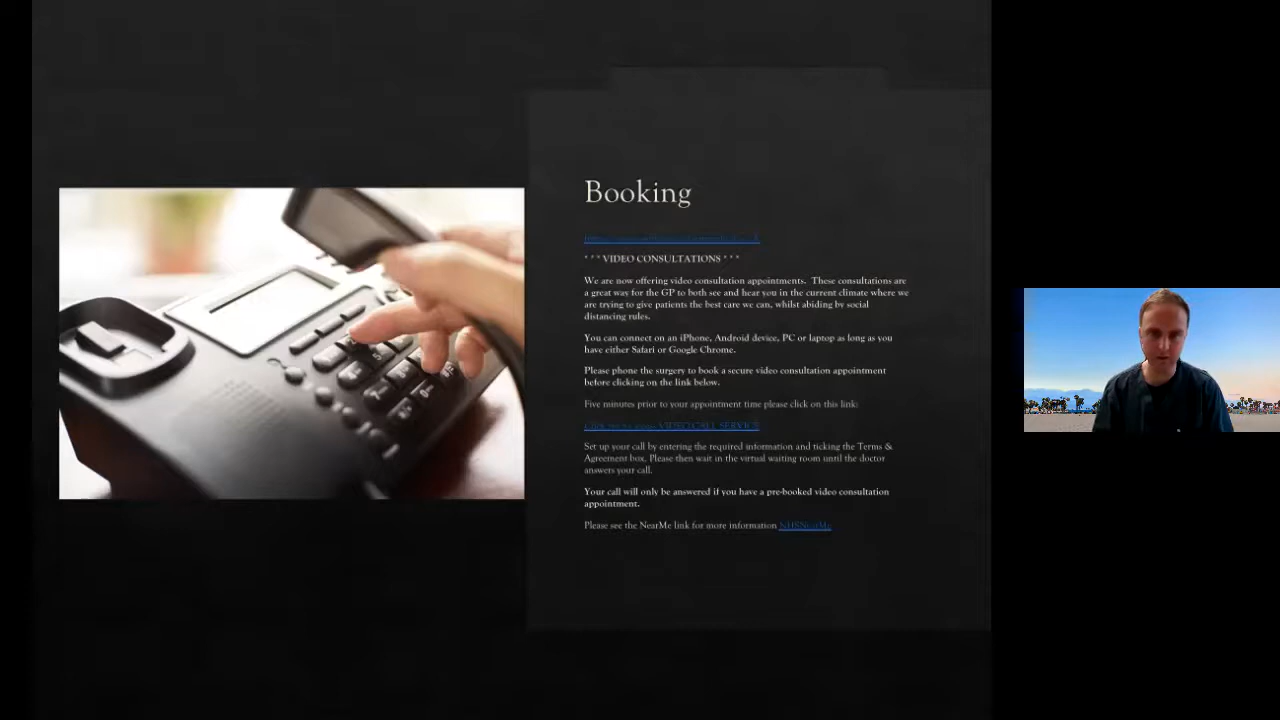 Booking
* * * VIDEO CONSULTATIONS * * *
We are now offering video consultation appointments. These consultations are
a great way for the GP to both see and hear you in the current climate where we
are trying to give patients the best care we can, whilst abiding by social
distancing rules.
You can connect on an iPhone, Android device, PC or laptop as long as you
have either Safari or Google Chrome.
Please phone the surgery to book a secure video consultation appointment
before clicking on the link below.
Five minutes prior to your appointment time please click on this link:
VIDEO CALL SERVICE
Set up your call by entering the required information and ticking the Terms &
Agreement box. Please then wait in the virtual waiting room until the doctor
answers your call.
Your call will only be answered if you have a pre-booked video consultation
appointment.
Please see the NearMe link for more information NHSNearMe